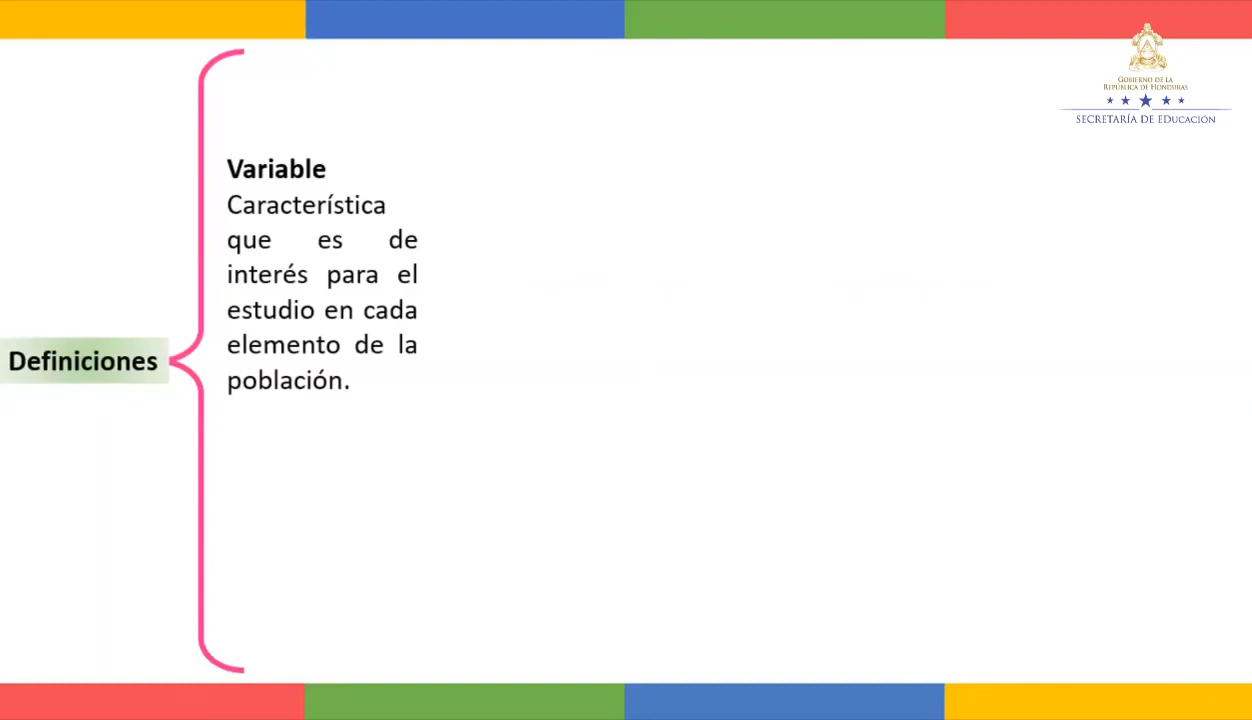 GOBIERNO DE LA
REPÚBLICA DE HONDURAS
SECRETARÍA DE EDUCACIÓN
Variable
Característica
que es de
interés para el
estudio en cada
elemento de la
población.
Definiciones